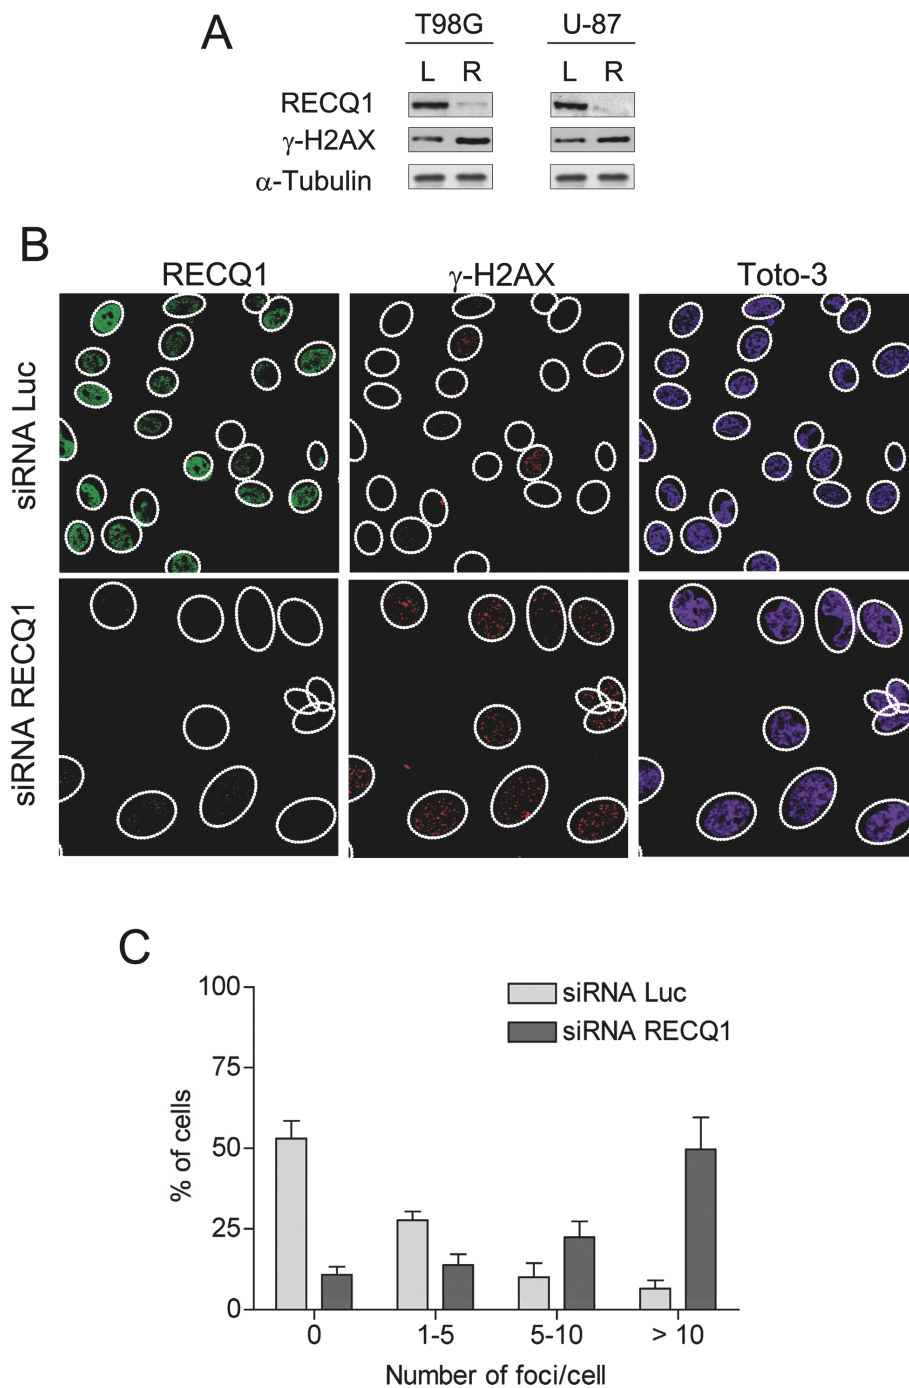 A
T98G U-87
L R L R
RECQ1
γ-H2AX
α-Tubulin
B
RECQ1 γ-H2AX Toto-3
siRNA Luc
siRNA RECQ1
C
siRNA Luc
siRNA RECQ1
% of cells
100
75
50
25
0
0 1-5 5-10 > 10
Number of foci/cell